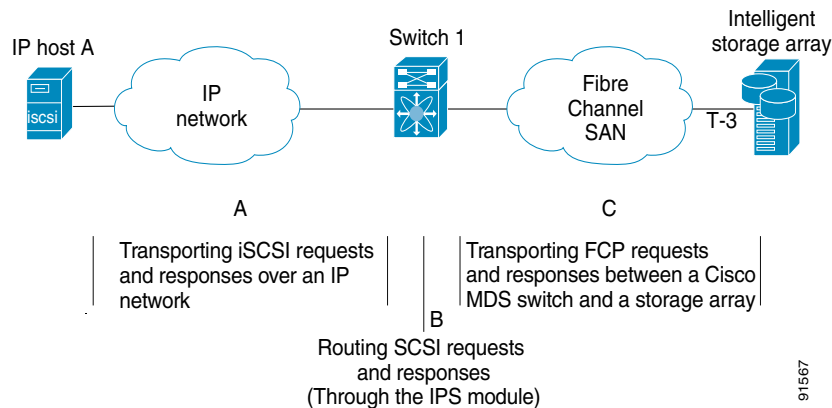 IP host A
Switch 1
Intelligent
storage array
iscsi
IP
network
Fibre
Channel
SAN
T-3
A
C
Transporting iSCSI requests
and responses over an IP
network
Transporting FCP requests
and responses between a Cisco
MDS switch and a storage array
B
Routing SCSI requests
and responses
(Through the IPS module)
91567